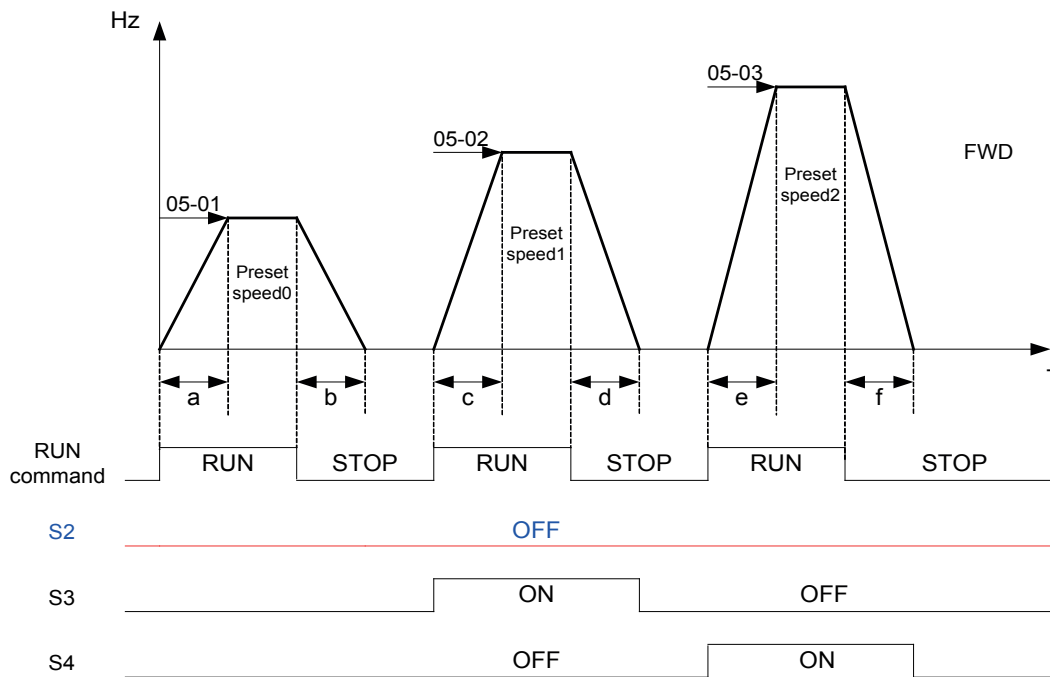 Hz
05-03
05-02
FWD
Preset
speed2
05-01
Preset
speed1
Preset
speed0
a
b
c
d
e
f
RUN
command
RUN
STOP
RUN
STOP
RUN
STOP
S2
OFF
S3
ON
OFF
S4
OFF
ON